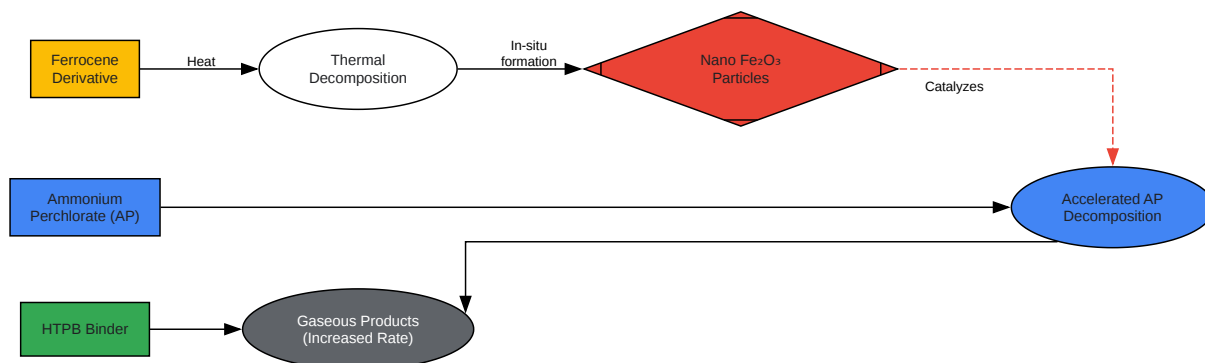 Ferrocene
Derivative
Heat
Thermal
Decomposition
In-situ
formation
Nano Fe₂O₃
Particles
Catalyzes
Ammonium
Perchlorate (AP)
Accelerated AP
Decomposition
HTPB Binder
Gaseous Products
(Increased Rate)